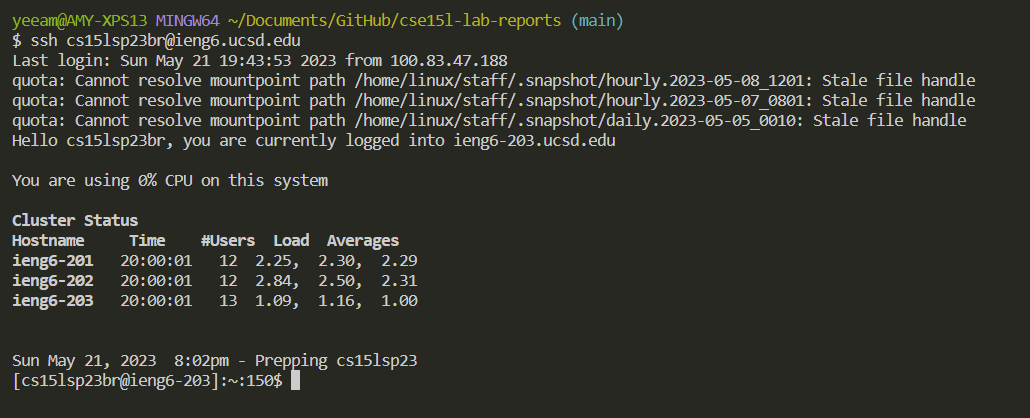 yeeam@AMY-XPS13 MINGW64 ~/Documents/GitHub/cse15l-lab-reports (main)
$ ssh cs15lsp23br@ieng6.ucsd.edu
Last login: Sun May 21 19:43:53 2023 from 100.83.47.188
quota: Cannot resolve mountpoint path /home/linux/staff/.snapshot/hourly.2023-05-08_1201: Stale file handle
quota: Cannot resolve mountpoint path /home/linux/staff/.snapshot/hourly.2023-05-07_0801: Stale file handle
quota: Cannot resolve mountpoint path /home/linux/staff/.snapshot/daily.2023-05-05_0010: Stale file handle
Hello cs15lsp23br, you are currently logged into ieng6-203.ucsd.edu
You are using 0% CPU on this system
Cluster Status
Hostname     Time    #Users  Load  Averages
ieng6-201   20:00:01   12  2.25,  2.30,  2.29
ieng6-202   20:00:01   12  2.84,  2.50,  2.31
ieng6-203   20:00:01   13  1.09,  1.16,  1.00
Sun May 21, 2023  8:02pm - Prepping cs15lsp23
[cs15lsp23br@ieng6-203]:~:150$